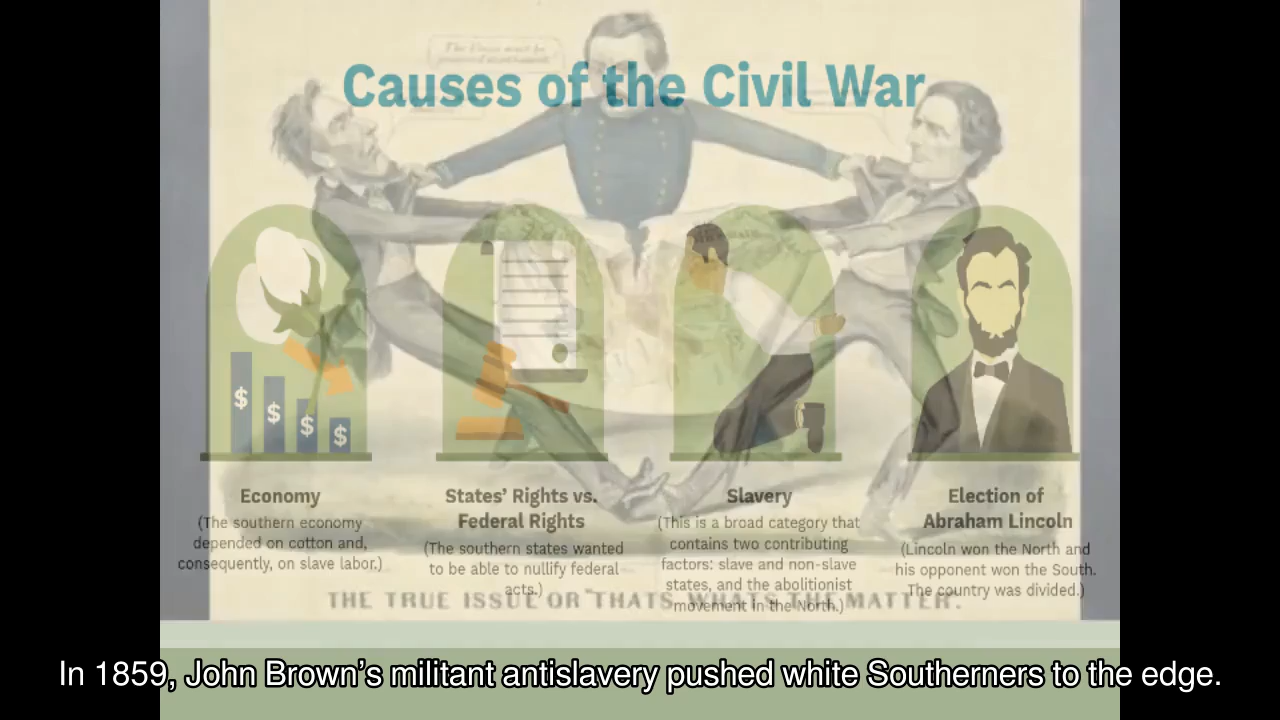 Causes of the Civil War
Economy
(The southern economy
depended on cotton and,
consequently, on slave labor.)
States’ Rights vs.
Federal Rights
(The southern states wanted
to be able to nullify federal
acts.)
Slavery
(This is a broad category that
contains two contributing
factors: slave and non-slave
states, and the abolitionist
movement in the North.)
Election of
Abraham Lincoln
(Lincoln won the North and
his opponent won the South.
The country was divided.)
$ $ $ $
THE TRUE ISSUE OR "THATS WHATS THE MATTER.
In 1859, John Brown’s militant antislavery pushed white Southerners to the edge.